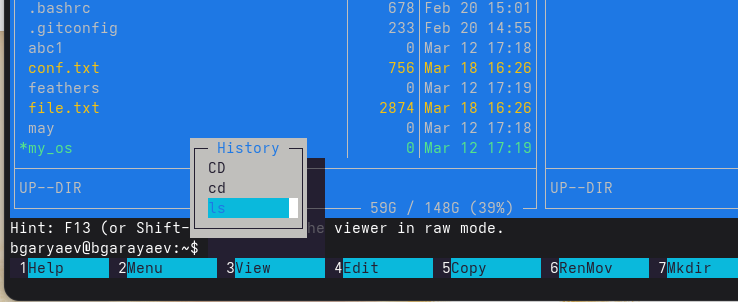 .bashrc 678 Feb 20 15:01
.gitconfig 233 Feb 20 14:55
abc1 0 Mar 12 17:19
conf.txt 756 Mar 18 16:26
feathers 0 Mar 12 17:18
file.txt 2874 Mar 18 16:26
may 0 Mar 12 17:18
*my_os 0 Mar 12 17:19
History
CD
cd
ls
UP--DIR UP--DIR
59G / 148G (39%)
Hint: F13 (or Shift- he viewer in raw mode.
bgaryaev@bgarayaev:~$
1Help 2Menu 3View 4Edit 5Copy 6RenMov 7Mkdir